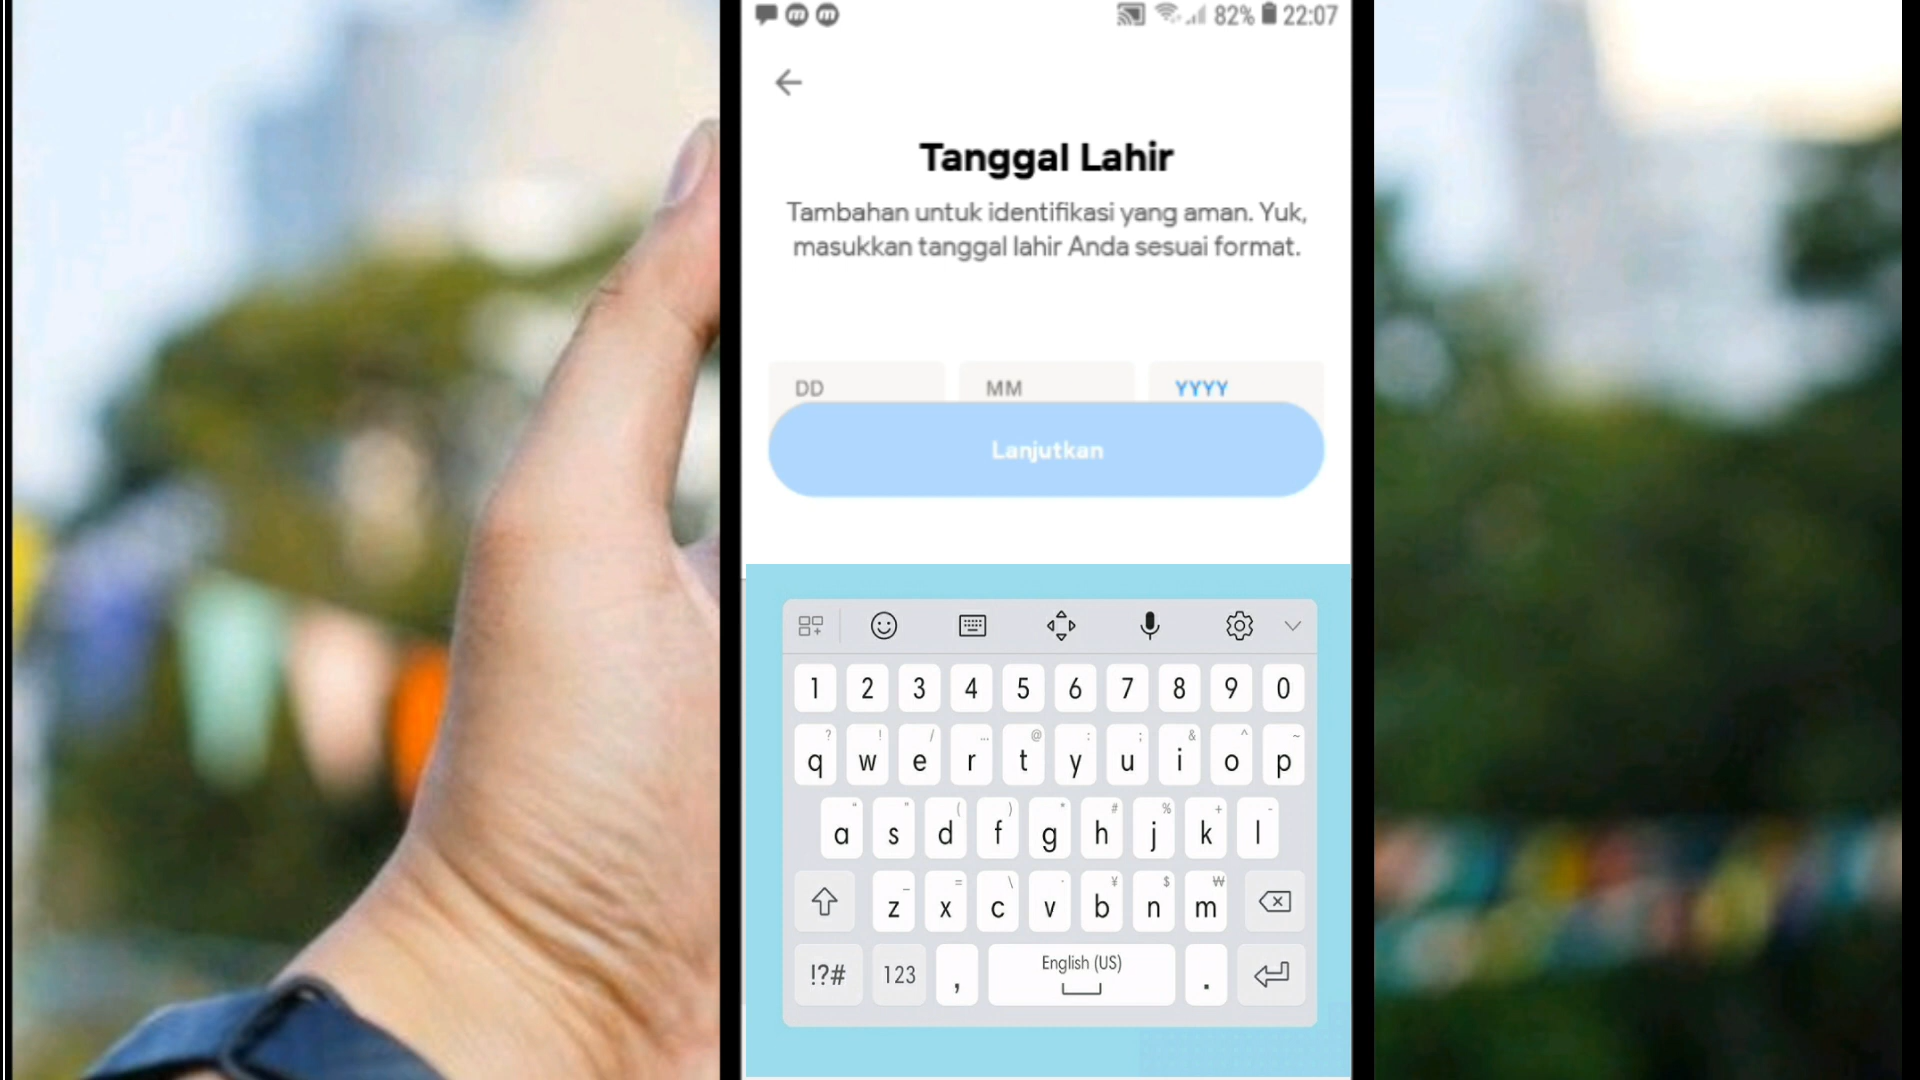 82% 22:07
Tanggal Lahir
Tambahan untuk identifikasi yang aman. Yuk,
masukkan tanggal lahir Anda sesuai format.
DD MM YYYY
Lanjutkan
1 2 3 4 5 6 7 8 9 0
q w e r t y u i o p
a s d f g h j k l
z x c v b n m
!?# 123 , English (US) .